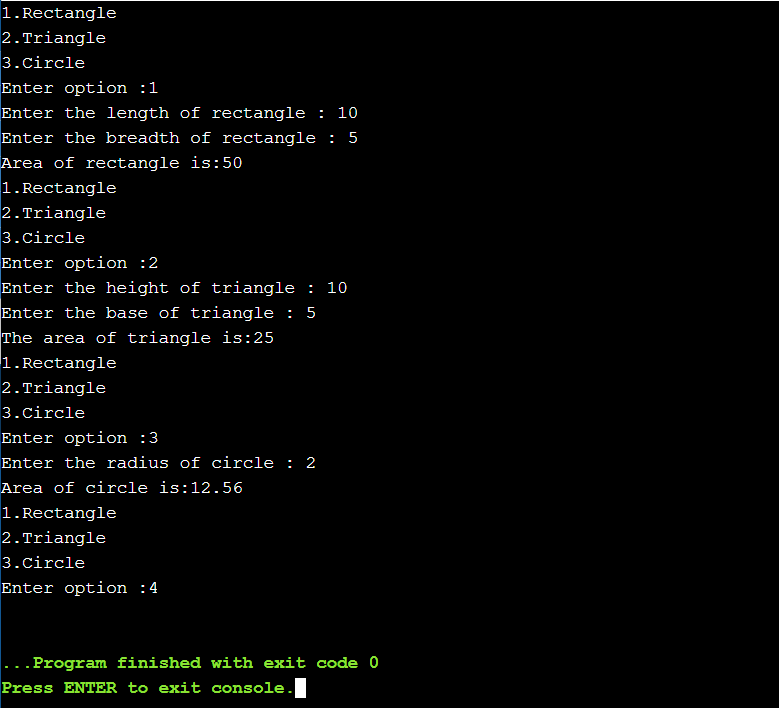 1.Rectangle
2.Triangle
3.Circle
Enter option :1
Enter the length of rectangle : 10
Enter the breadth of rectangle : 5
Area of rectangle is:50
1.Rectangle
2.Triangle
3.Circle
Enter option :2
Enter the height of triangle : 10
Enter the base of triangle : 5
The area of triangle is:25
1.Rectangle
2.Triangle
3.Circle
Enter option :3
Enter the radius of circle : 2
Area of circle is:12.56
1.Rectangle
2.Triangle
3.Circle
Enter option :4
...Program finished with exit code 0
Press ENTER to exit console.